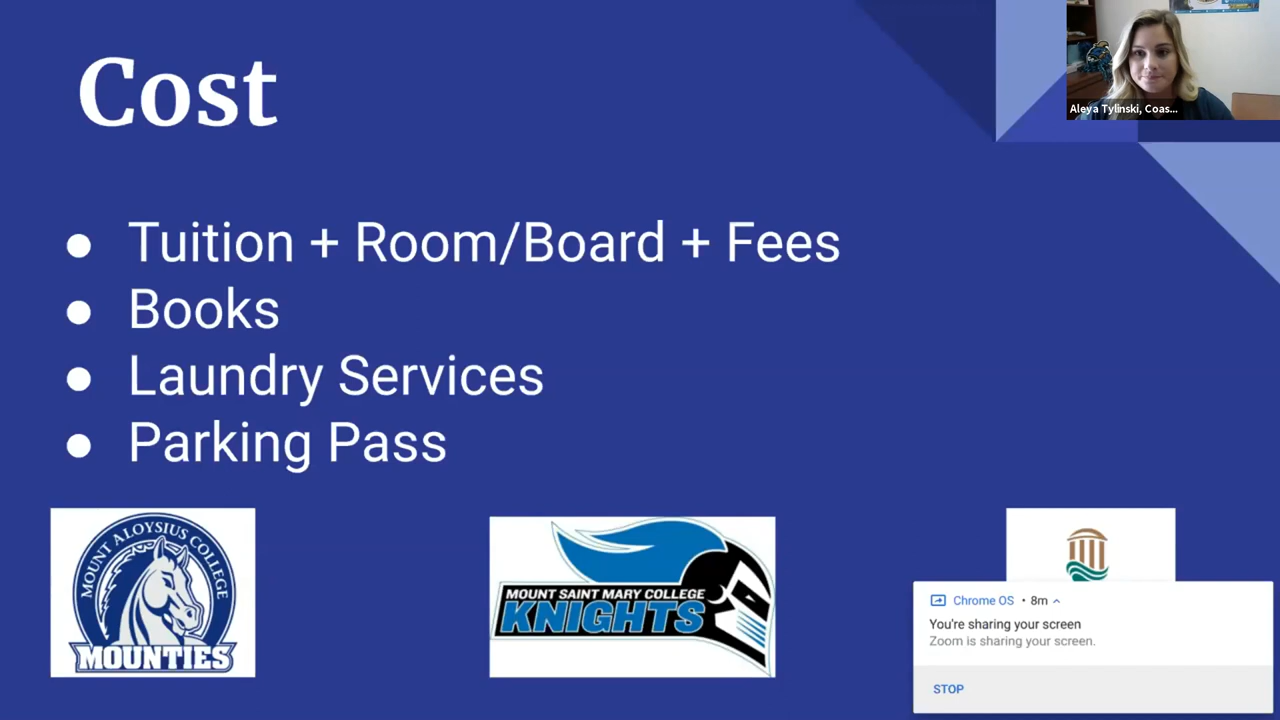 Cost
Aleya Tylinski, Coas...
● Tuition + Room/Board + Fees
● Books
● Laundry Services
● Parking Pass
MOUNT ALOYSIUS COLLEGE
MOUNTIES
MOUNT SAINT MARY COLLEGE
KNIGHTS
Chrome OS • 8m
You're sharing your screen
Zoom is sharing your screen.
STOP